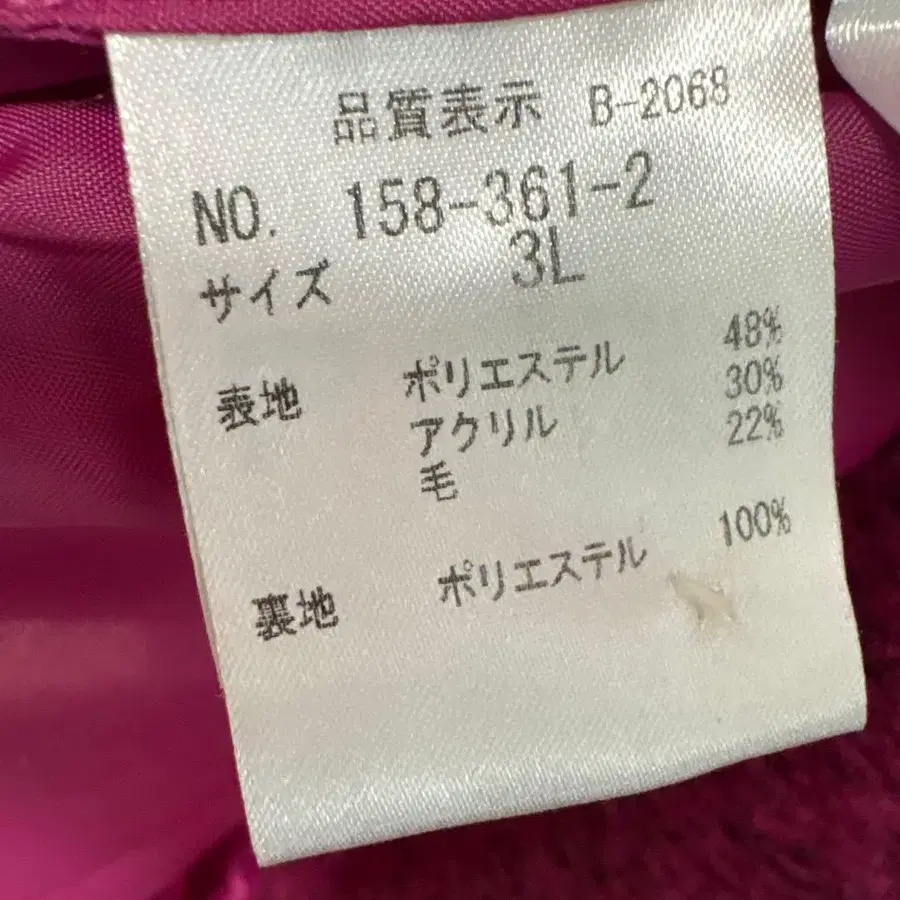 品質表示 B-2068
NO. 158-361-2
サイズ 3L
表地 ポリエステル 48%
アクリル 30%
毛 22%
裏地 ポリエステル 100%